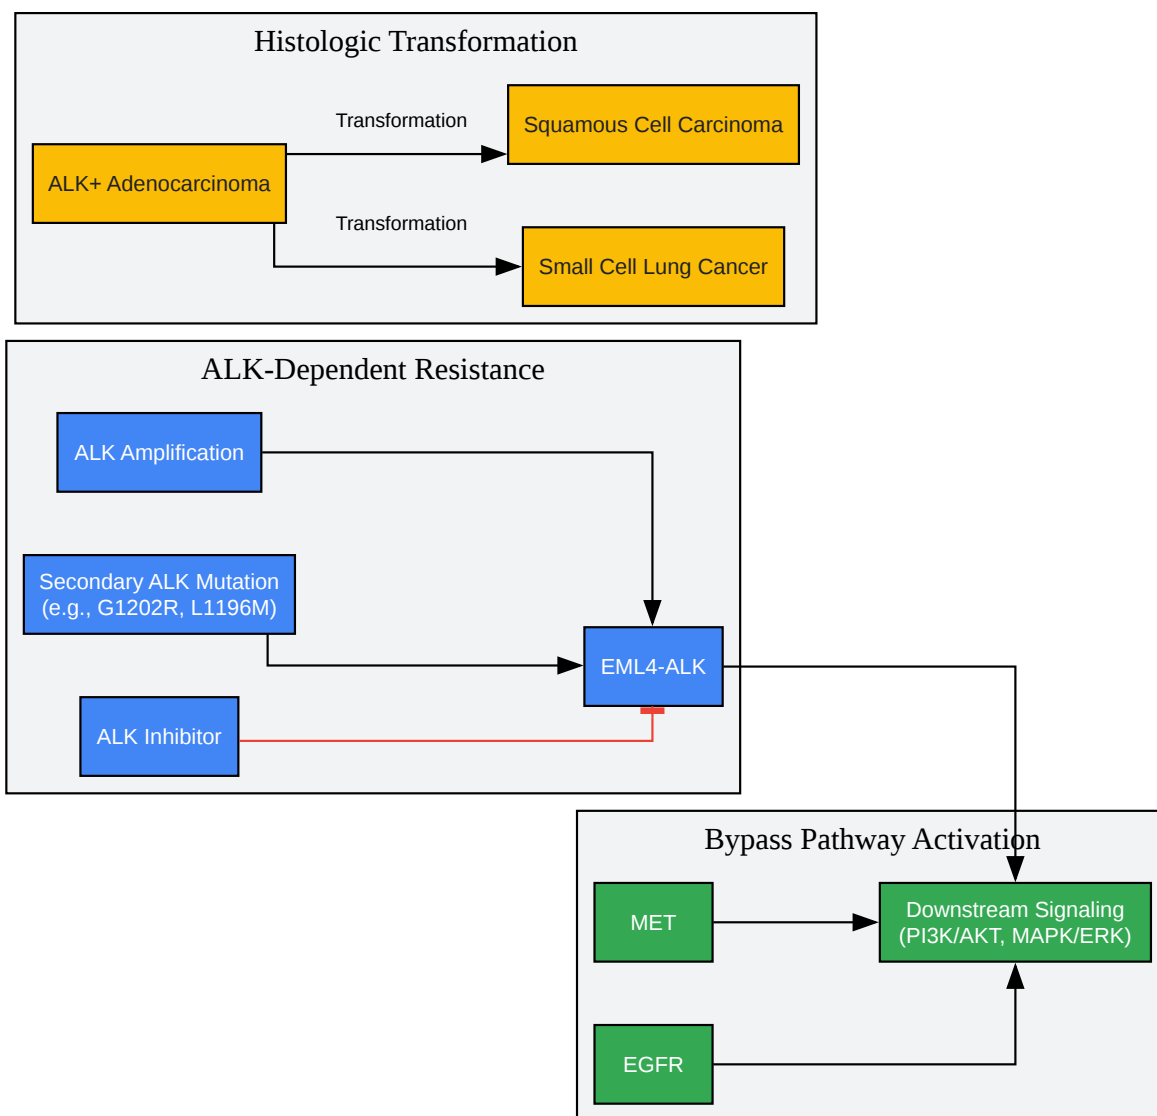 Histologic Transformation
Transformation
Squamous Cell Carcinoma
ALK+ Adenocarcinoma
Transformation
Small Cell Lung Cancer
ALK-Dependent Resistance
ALK Amplification
Secondary ALK Mutation
(e.g., G1202R, L1196M)
EML4-ALK
ALK Inhibitor
Bypass Pathway Activation
MET
Downstream Signaling
(PI3K/AKT, MAPK/ERK)
EGFR